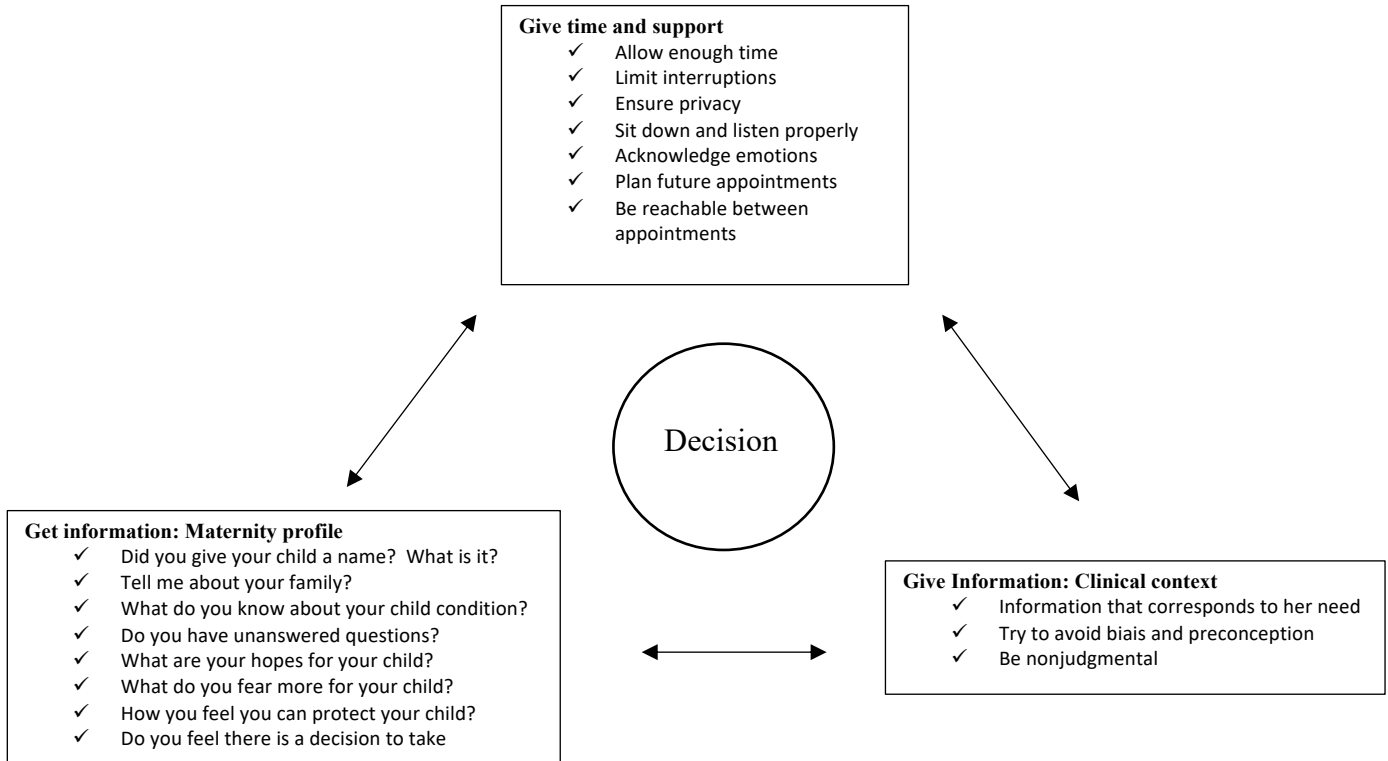 Give time and support
✓ Allow enough time
✓ Limit interruptions
✓ Ensure privacy
✓ Sit down and listen properly
✓ Acknowledge emotions
✓ Plan future appointments
✓ Be reachable between
appointments
Decision
Get information: Maternity profile
✓ Did you give your child a name?  What is it?
✓ Tell me about your family?
✓ What do you know about your child condition?
✓ Do you have unanswered questions?
✓ What are your hopes for your child?
✓ What do you fear more for your child?
✓ How you feel you can protect your child?
✓ Do you feel there is a decision to take
Give Information: Clinical context
✓ Information that corresponds to her need
✓ Try to avoid biais and preconception
✓ Be nonjudgmental